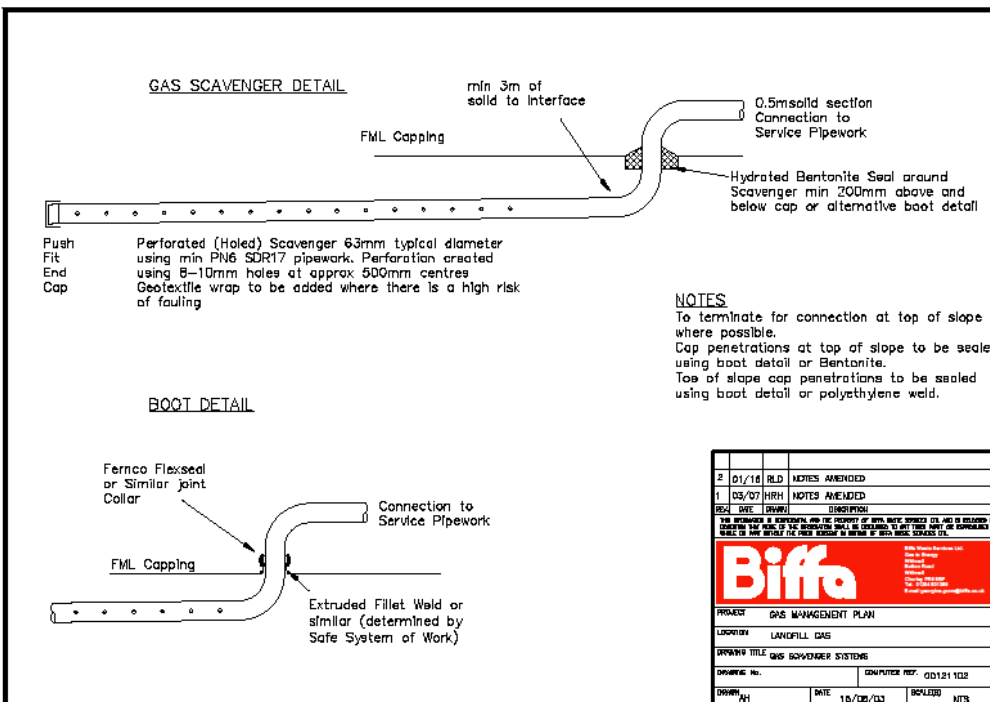 GAS SCAVENGER DETAIL
min 3m of
solid to Interface
0.5msolid section
Connection to
Service Pipework
FML Capping
Hydrated Bentonite Seal around
Scavenger min 200mm above and
below cap or alternative boot detail
Push
Fit
End
Cap
Perforated (Holed) Scavenger 63mm typical diameter
using min PN6 SDR17 pipework. Perforation created
using 8-10mm holes at approx 500mm centres
Geotextile wrap to be added where there is a high risk
of fouling
NOTES
To terminate for connection at top of slope
where possible.
Cap penetrations at top of slope to be seale
using boot detail or Bentonite.
Toe of slope cap penetrations to be sealed
using boot detail or polyethylene weld.
BOOT DETAIL
Fernco Flexseal
or Similar joint
Collar
Connection to
Service Pipework
FML Capping
Extruded Fillet Weld or
similar (determined by
Safe System of Work)
2 01/16 RLD NOTES AMENDED
1 03/07 HRH NOTES AMENDED
REV. DATE DRAWN DESCRIPTION
Biffa
Biffa Waste Services Ltd.
PROJECT GAS MANAGEMENT PLAN
LOCATION LANDFILL GAS
DRAWING TITLE GAS SCAVENGER SYSTEMS
DRAWING No. COMPUTER REF. 00121102
DRAWN AH DATE 16/06/03 SCALE(S) NTS